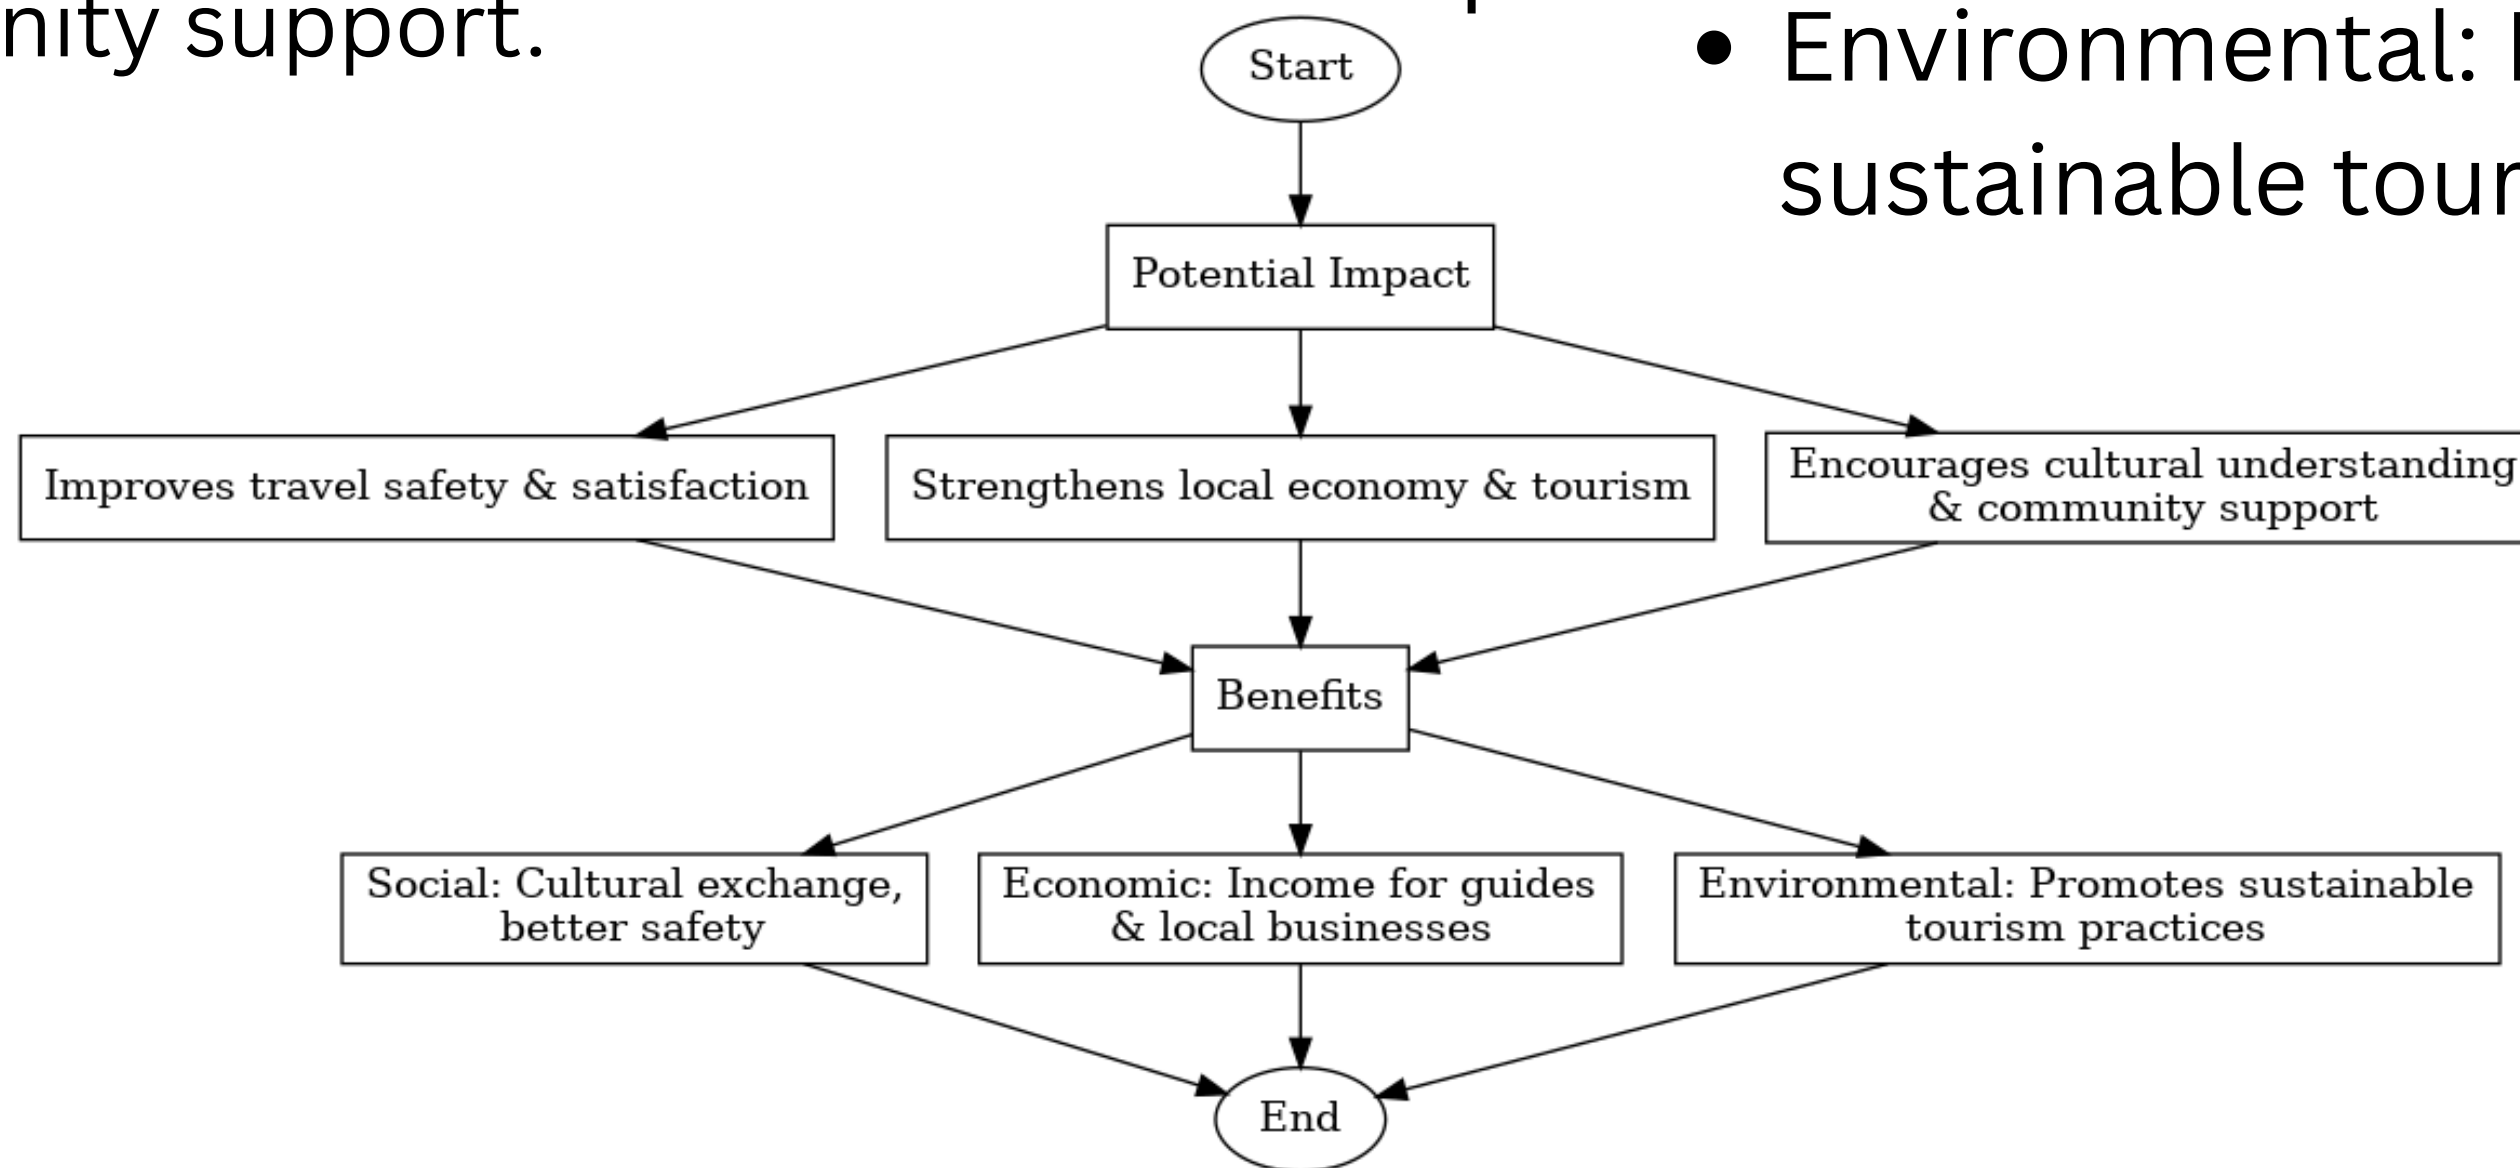 nity support.
Environmental:
sustainable tour
Start
Potential Impact
Improves travel safety & satisfaction
Strengthens local economy & tourism
Encourages cultural understanding
& community support
Benefits
Social: Cultural exchange,
better safety
Economic: Income for guides
& local businesses
Environmental: Promotes sustainable
tourism practices
End